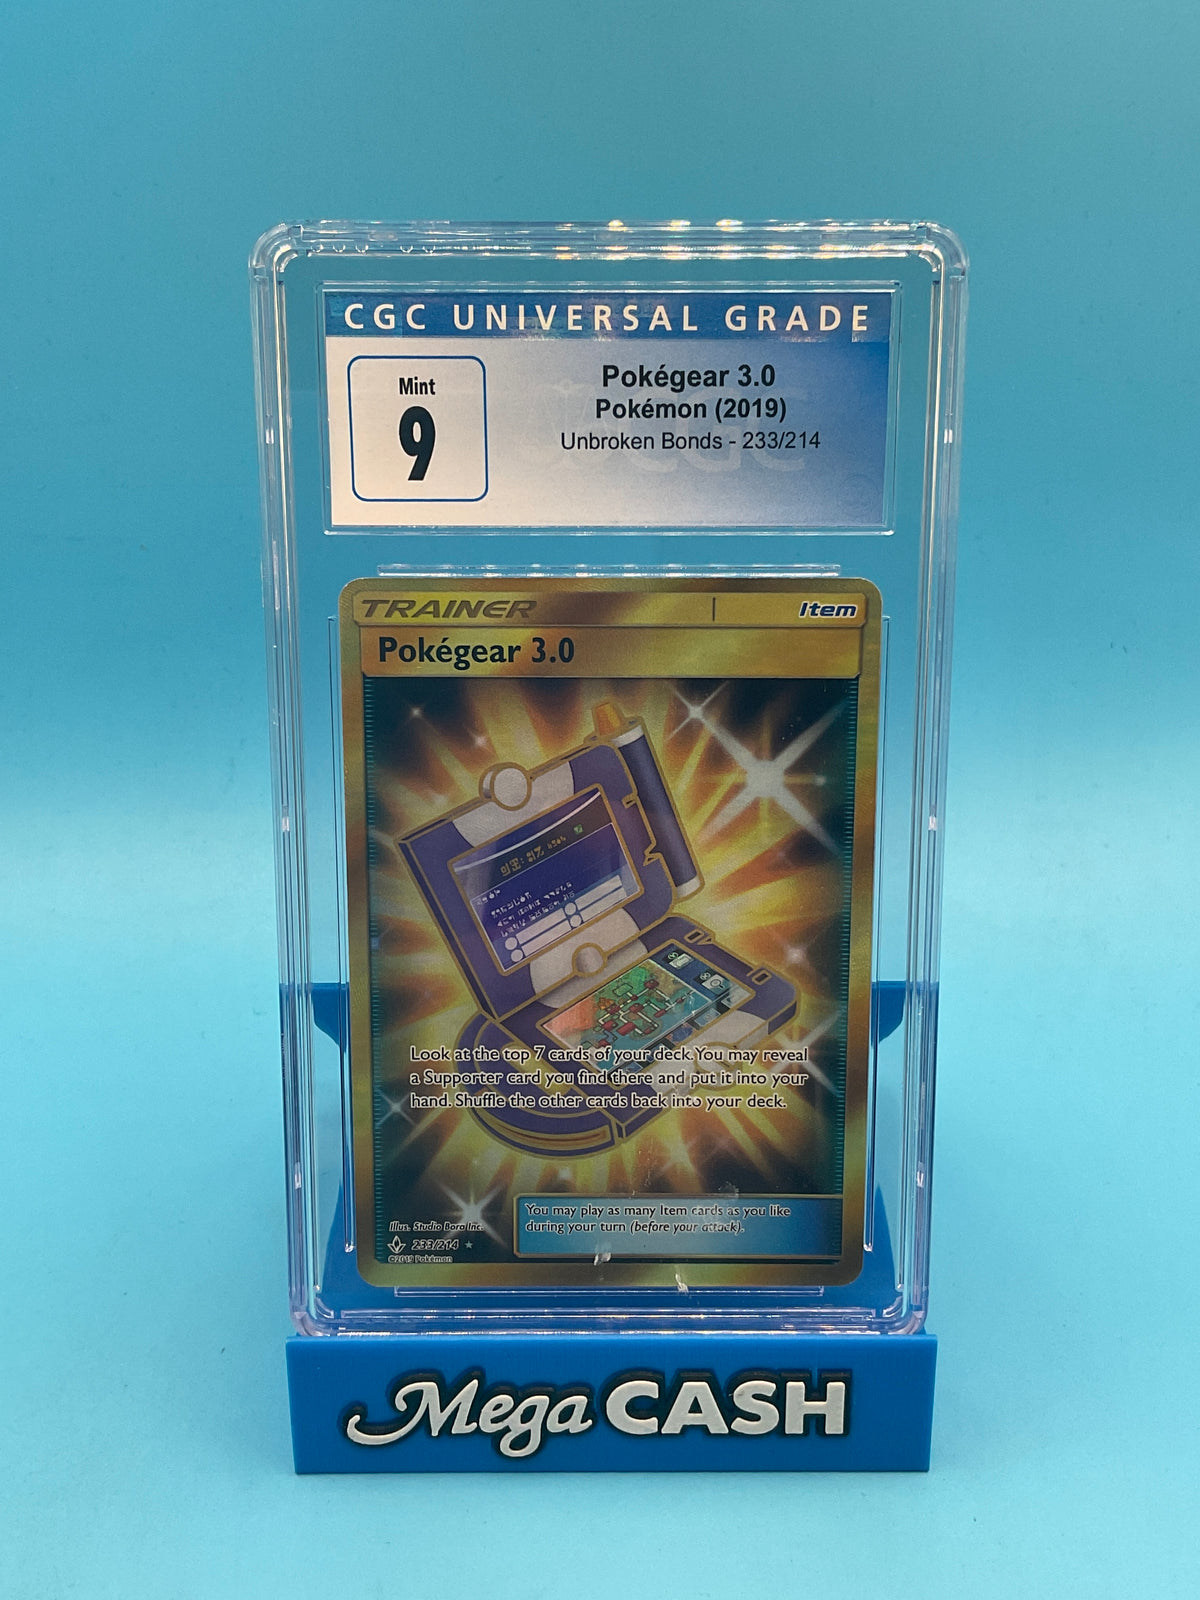 CGC UNIVERSAL GRADE
Mint
9
Pokégear 3.0
Pokémon (2019)
Unbroken Bonds - 233/214
TRAINER
Item
Pokégear 3.0
Look at the top 7 cards of your deck. You may reveal
a Supporter card you find there and put it into your
hand. Shuffle the other cards back into your deck.
You may play as many Item cards as you like
during your turn (before your attack).
Illus. Studio Bora Inc.
233/214 ★
©2019 Pokémon
Mega CASH